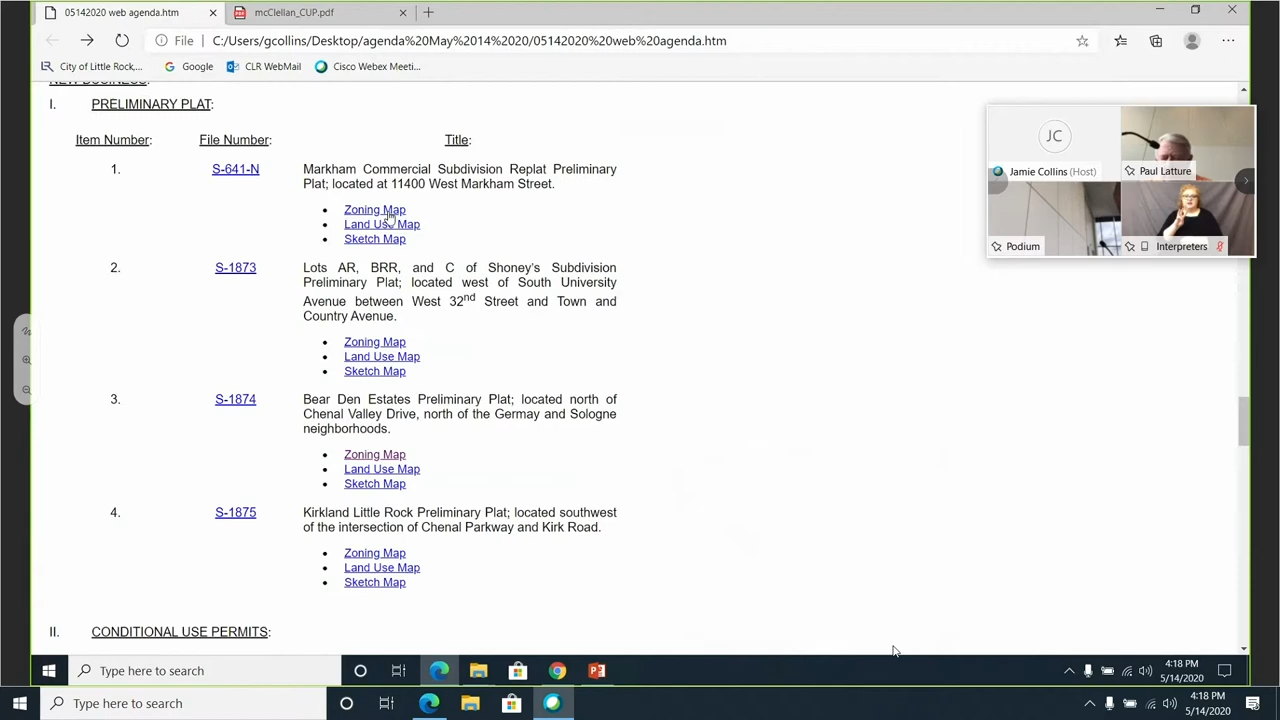 05142020 web agenda.htm
mcClellan_CUP.pdf
File
C:/Users/gcollins/Desktop/agenda%20May%2014%2020/05142020%20web%20agenda.htm
City of Little Rock,...
Google
CLR WebMail
Cisco Webex Meeti...
NEW BUSINESS:
I. PRELIMINARY PLAT:
Item Number: File Number: Title:
1. S-641-N Markham Commercial Subdivision Replat Preliminary
Plat; located at 11400 West Markham Street.
• Zoning Map
• Land Use Map
• Sketch Map
2. S-1873 Lots AR, BRR, and C of Shoney's Subdivision
Preliminary Plat; located west of South University
Avenue between West 32nd Street and Town and
Country Avenue.
• Zoning Map
• Land Use Map
• Sketch Map
3. S-1874 Bear Den Estates Preliminary Plat; located north of
Chenal Valley Drive, north of the Germay and Sologne
neighborhoods.
• Zoning Map
• Land Use Map
• Sketch Map
4. S-1875 Kirkland Little Rock Preliminary Plat; located southwest
of the intersection of Chenal Parkway and Kirk Road.
• Zoning Map
• Land Use Map
• Sketch Map
II. CONDITIONAL USE PERMITS:
JC
Jamie Collins (Host)
Paul Latture
Podium
Interpreters
Type here to search
4:18 PM
5/14/2020
Type here to search
4:18 PM
5/14/2020